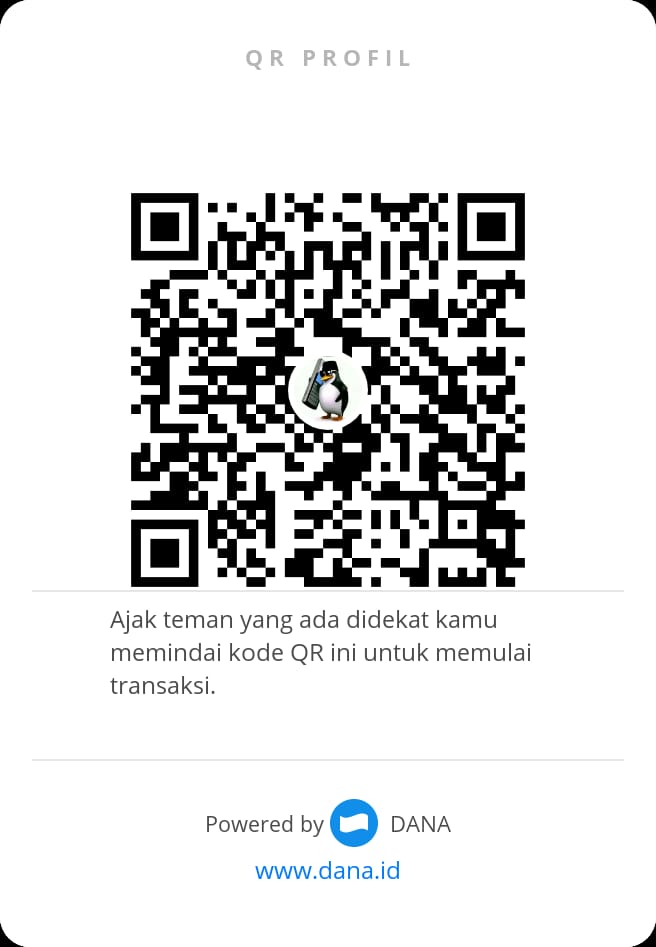 QR PROFIL
Ajak teman yang ada didekat kamu
memindai kode QR ini untuk memulai
transaksi.
Powered by DANA
www.dana.id